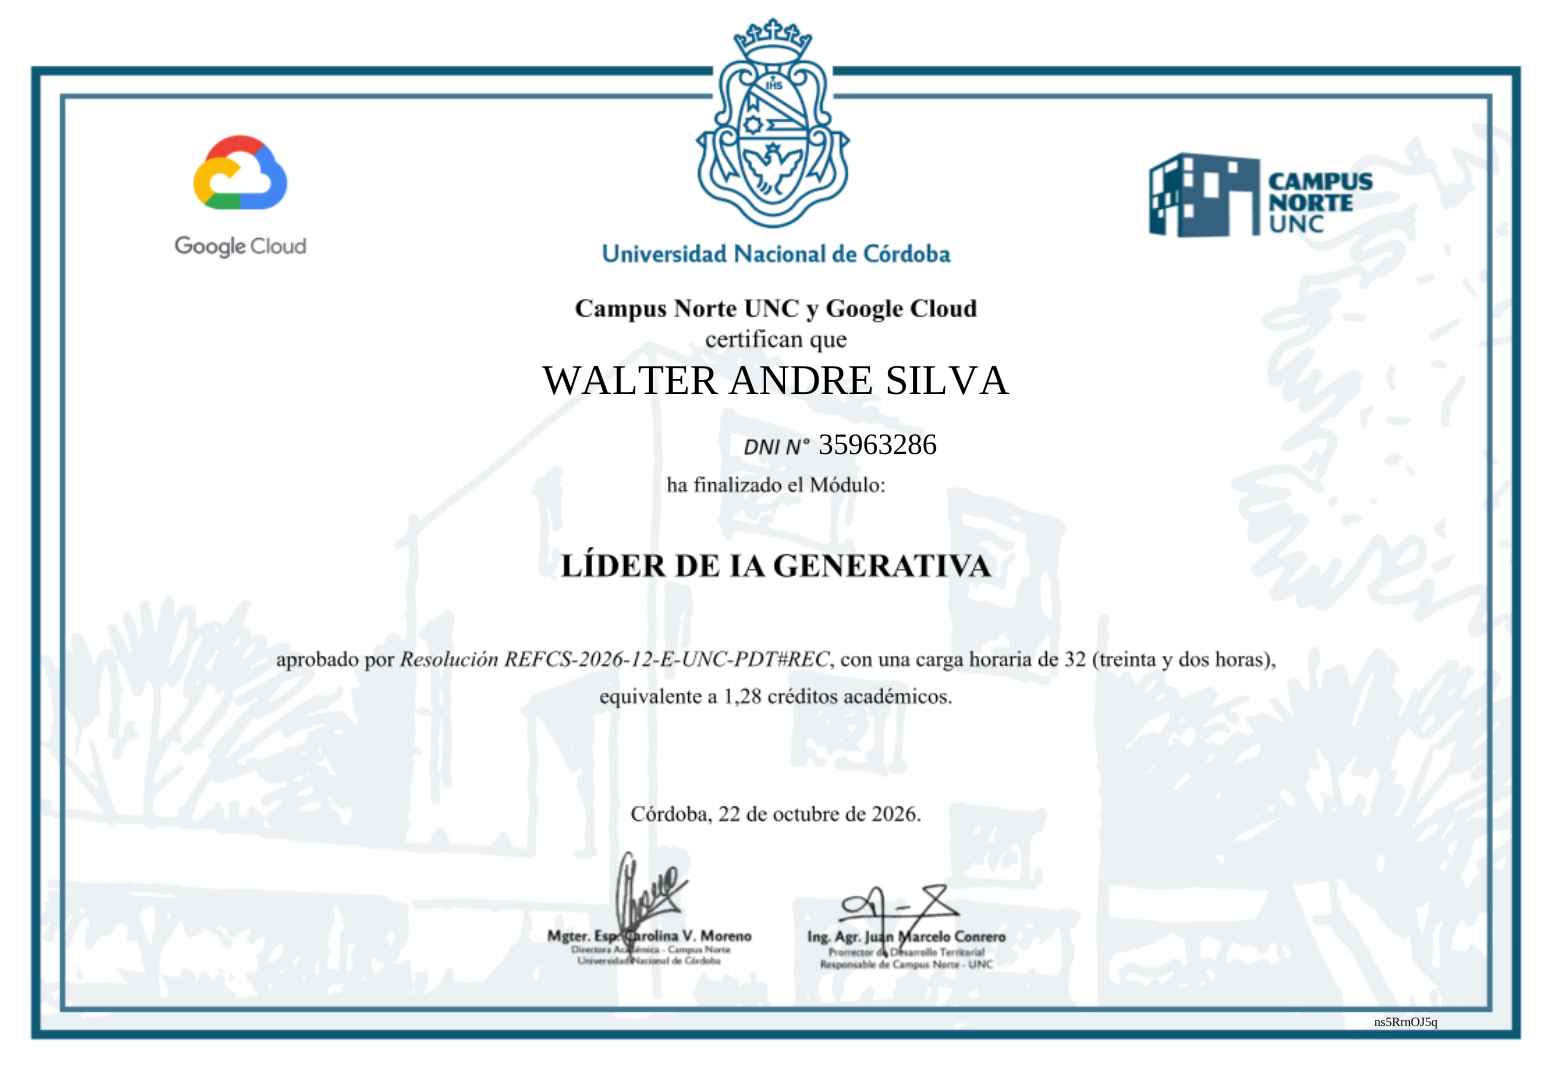 IHS
Google Cloud
CAMPUS
NORTE
UNC
Universidad Nacional de Córdoba
Campus Norte UNC y Google Cloud
certifican que
WALTER ANDRE SILVA
DNI N° 35963286
ha finalizado el Módulo:
LÍDER DE IA GENERATIVA
aprobado por Resolución REFCS-2026-12-E-UNC-PDT#REC, con una carga horaria de 32 (treinta y dos horas),
equivalente a 1,28 créditos académicos.
Córdoba, 22 de octubre de 2026.
Mgter. Esp. Carolina V. Moreno
Directora Académica - Campus Norte
Universidad Nacional de Córdoba
Ing. Agr. Juan Marcelo Conrero
Prorrector de Desarrollo Territorial
Responsable de Campus Norte - UNC
ns5RrnOJ5q